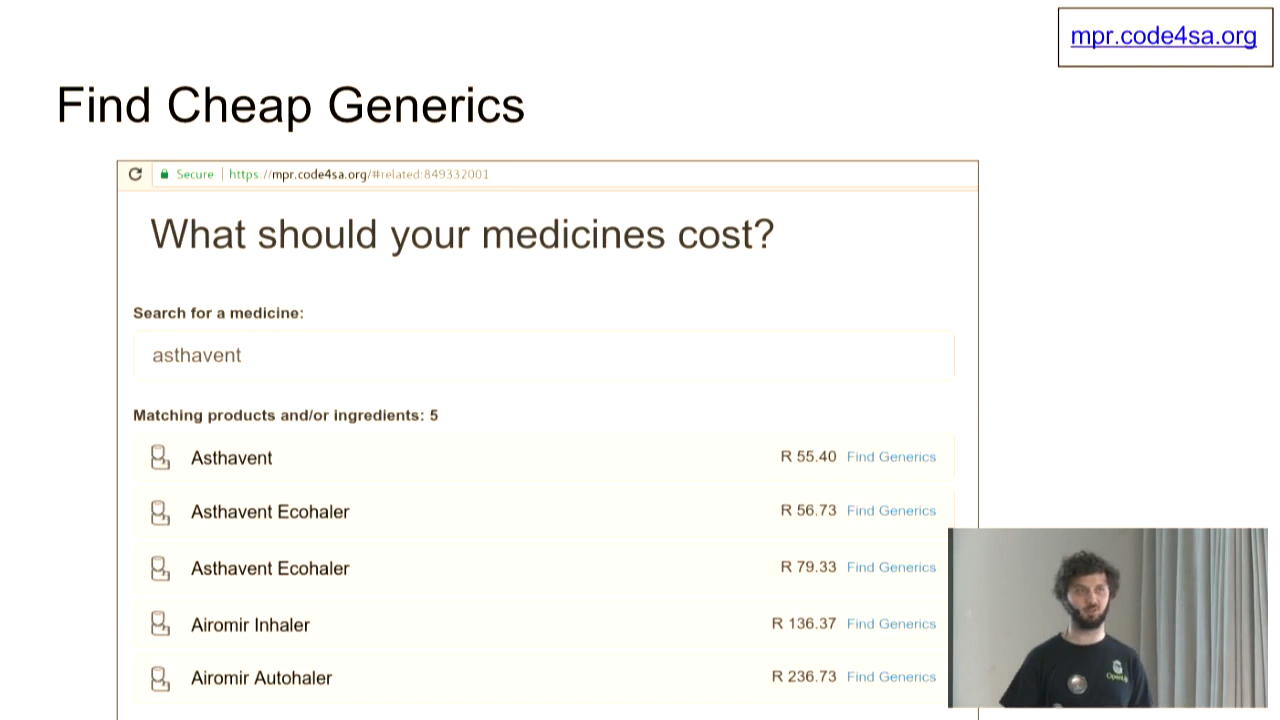 mpr.code4sa.org
Find Cheap Generics
Secure | https://mpr.code4sa.org/#related:849332001
What should your medicines cost?
Search for a medicine:
asthavent
Matching products and/or ingredients: 5
Asthavent R 55.40 Find Generics
Asthavent Ecohaler R 56.73 Find Generics
Asthavent Ecohaler R 79.33 Find Generics
Airomir Inhaler R 136.37 Find Generics
Airomir Autohaler R 236.73 Find Generics